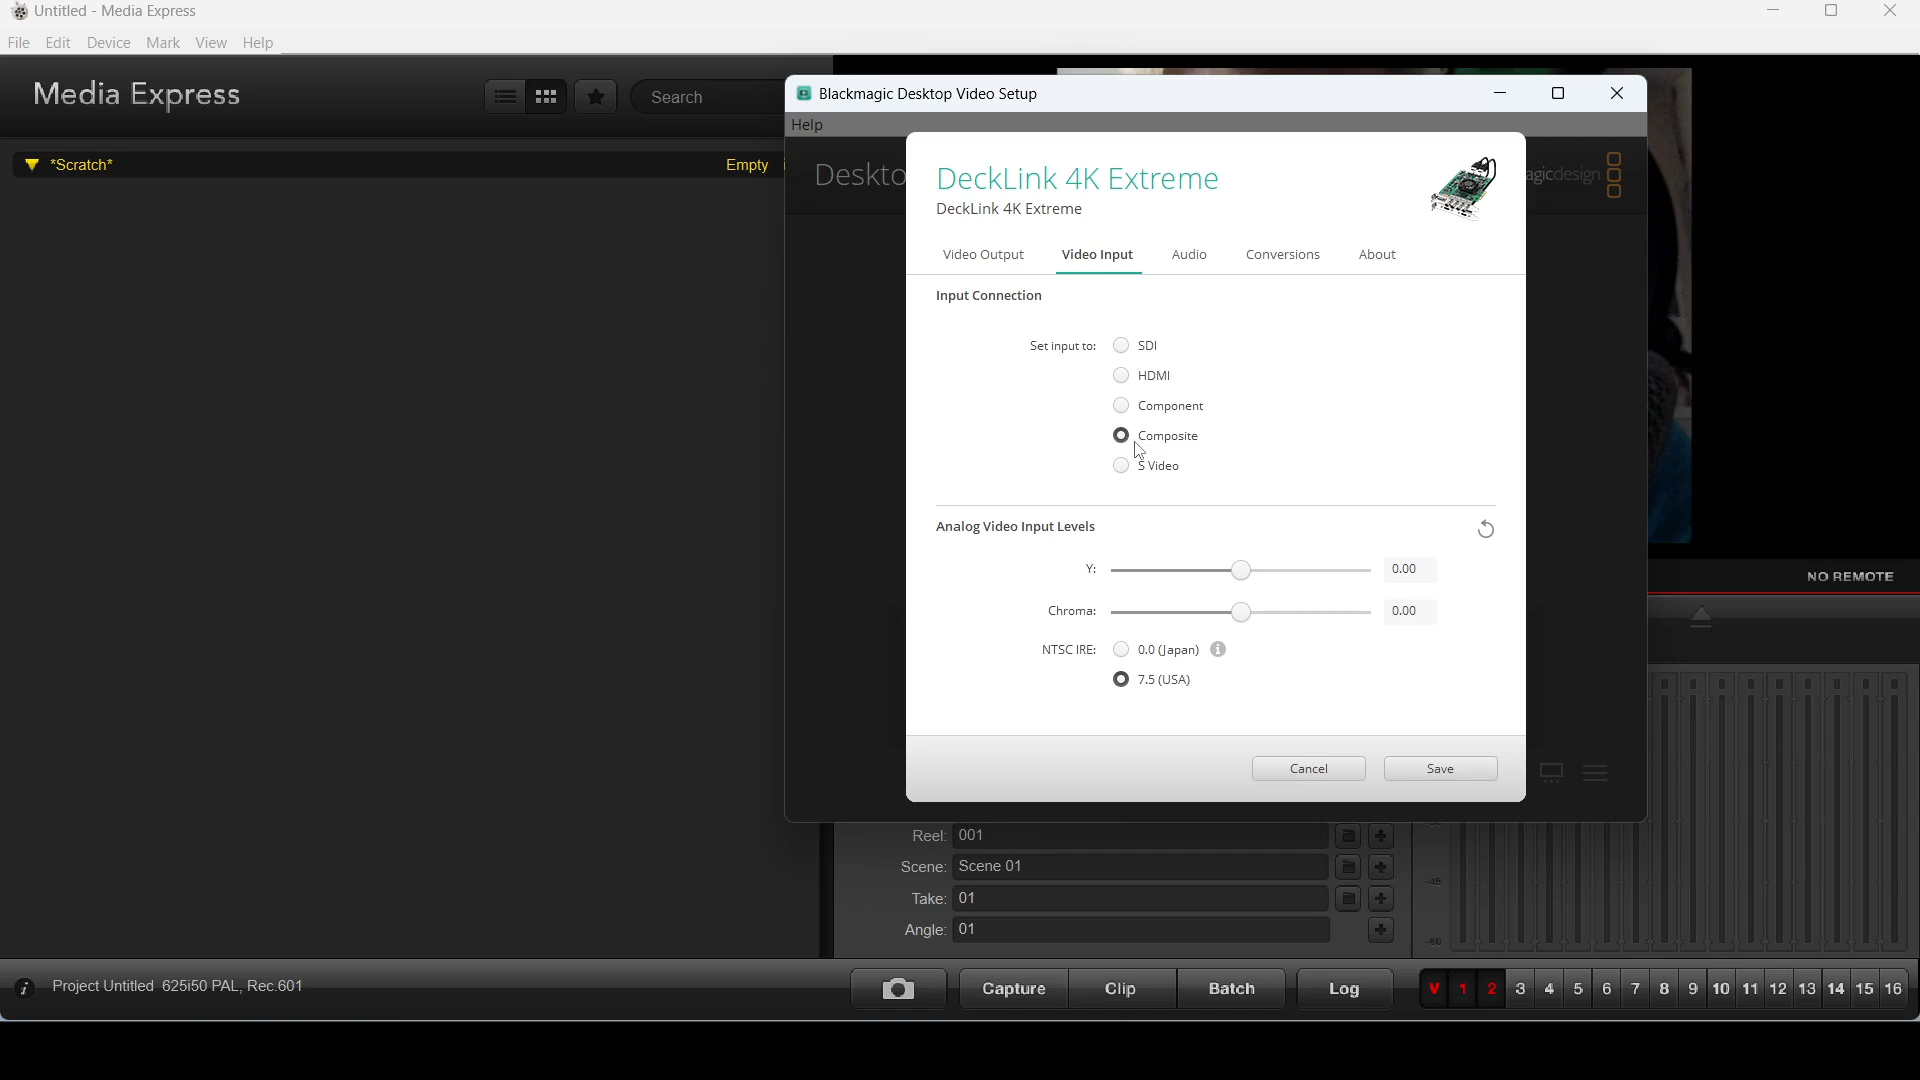 Untitled - Media Express
File Edit Device Mark View Help
Media Express
Search
*Scratch*
Empty
Blackmagic Desktop Video Setup
Help
Deskto
agicdesign
DeckLink 4K Extreme
DeckLink 4K Extreme
Video Output Video Input Audio Conversions About
Input Connection
Set input to: SDI
HDMI
Component
Composite
S Video
Analog Video Input Levels
Y: 0.00
Chroma: 0.00
NTSC IRE: 0.0 (Japan)
7.5 (USA)
Cancel Save
NO REMOTE
Reel: 001
Scene: Scene 01
Take: 01
Angle: 01
-45
-60
Project Untitled 625i50 PAL, Rec.601
Capture Clip Batch Log V 1 2 3 4 5 6 7 8 9 10 11 12 13 14 15 16